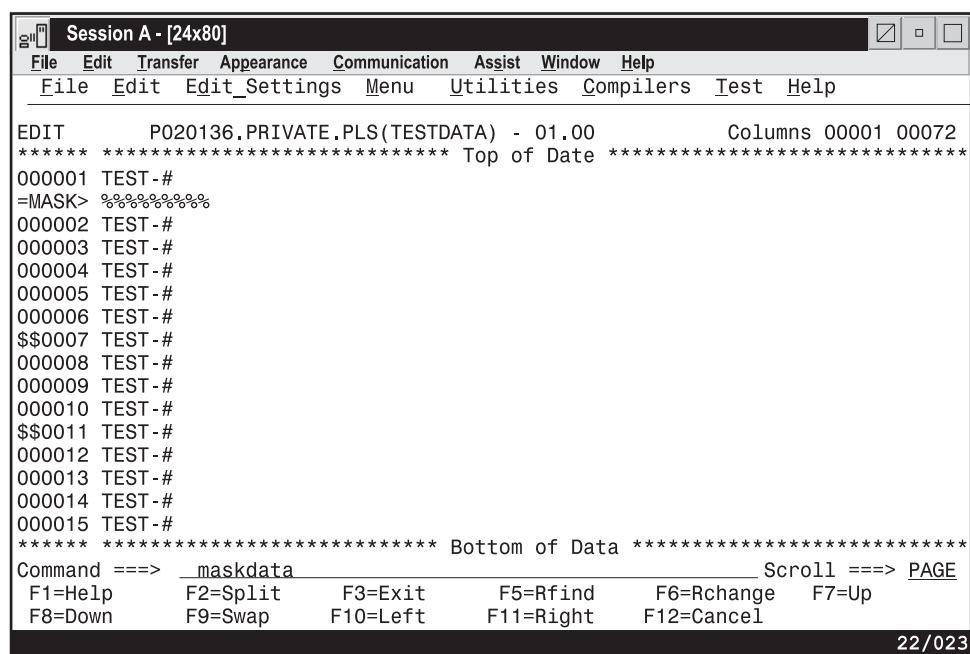 Session A - [24x80]
File Edit Transfer Appearance Communication Assist Window Help
File Edit Edit_Settings Menu Utilities Compilers Test Help
EDIT PO20136.PRIVATE.PLS(TESTDATA) - 01.00 Columns 00001 00072
****** ***************************** Top of Date ******************************
000001 TEST-#
=MASK> %%%%%%%%%
000002 TEST-#
000003 TEST-#
000004 TEST-#
000005 TEST-#
000006 TEST-#
$$0007 TEST-#
000008 TEST-#
000009 TEST-#
000010 TEST-#
$$0011 TEST-#
000012 TEST-#
000013 TEST-#
000014 TEST-#
000015 TEST-#
****** **************************** Bottom of Data ****************************
Command ===> maskdata Scroll ===> PAGE
F1=Help F2=Split F3=Exit F5=Rfind F6=Rchange F7=Up
F8=Down F9=Swap F10=Left F11=Right F12=Cancel
22/023